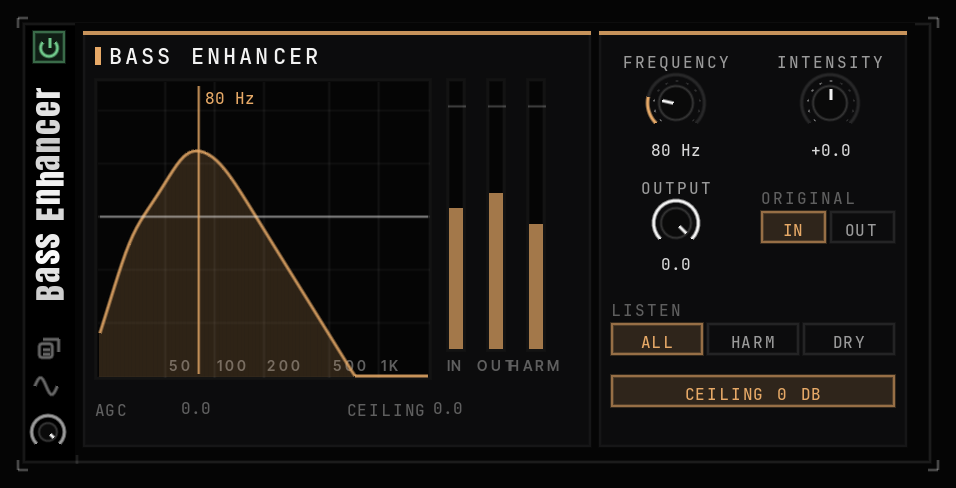 Bass Enhancer
BASS ENHANCER
80 Hz
50 100 200 500 1K
IN OUT HARM
AGC 0.0 CEILING 0.0
FREQUENCY INTENSITY
80 Hz +0.0
OUTPUT
0.0
ORIGINAL
IN OUT
LISTEN
ALL HARM DRY
CEILING 0 DB